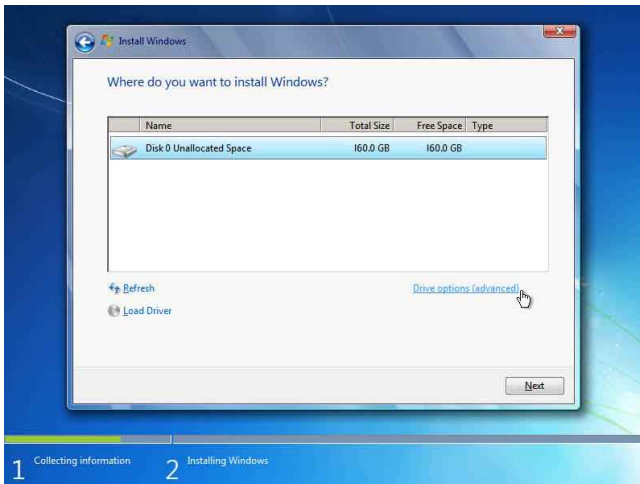 Install Windows
Where do you want to install Windows?
Name Total Size Free Space Type
Disk 0 Unallocated Space 160.0 GB 160.0 GB
Refresh Drive options (advanced)
Load Driver
Next
1 Collecting information 2 Installing Windows